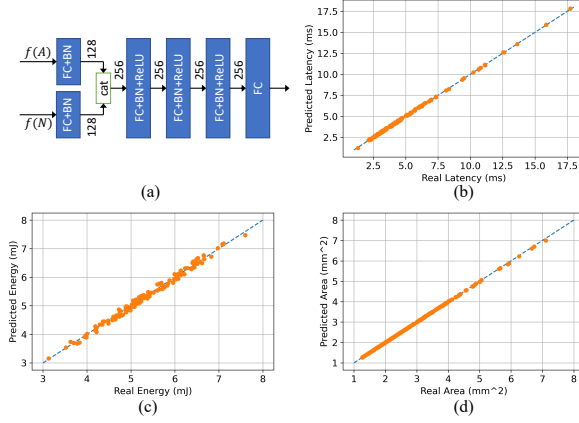 f(A)
FC+BN
128
cat
f(N)
FC+BN
128
256
FC+BN+ReLU
256
FC+BN+ReLU
256
FC+BN+ReLU
256
FC
(a)
Predicted Latency (ms)
17.5
15.0
12.5
10.0
7.5
5.0
2.5
2.5 5.0 7.5 10.0 12.5 15.0 17.5
Real Latency (ms)
(b)
Predicted Energy (mJ)
8
7
6
5
4
3
3 4 5 6 7 8
Real Energy (mJ)
(c)
Predicted Area (mm^2)
8
7
6
5
4
3
2
1
1 2 3 4 5 6 7 8
Real Area (mm^2)
(d)